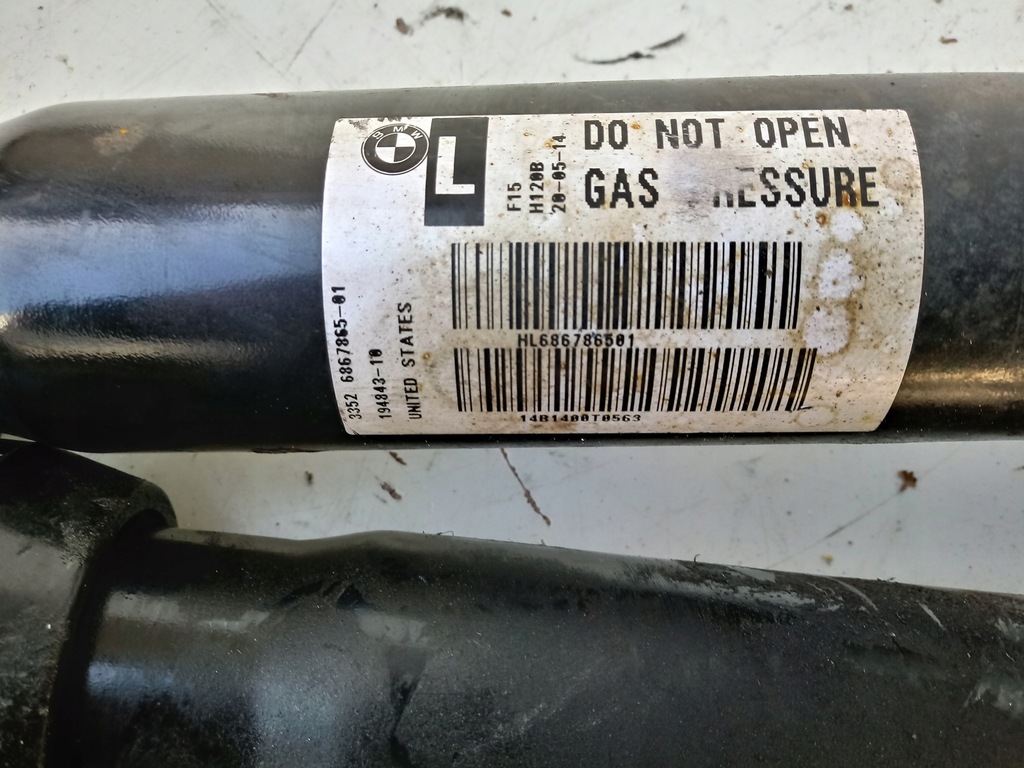 BMW
L
F15
H120B
20-05-14
DO NOT OPEN
GAS PRESSURE
HL686786501
14B1400T0563
3352 6867865-01
194843-10
UNITED STATES